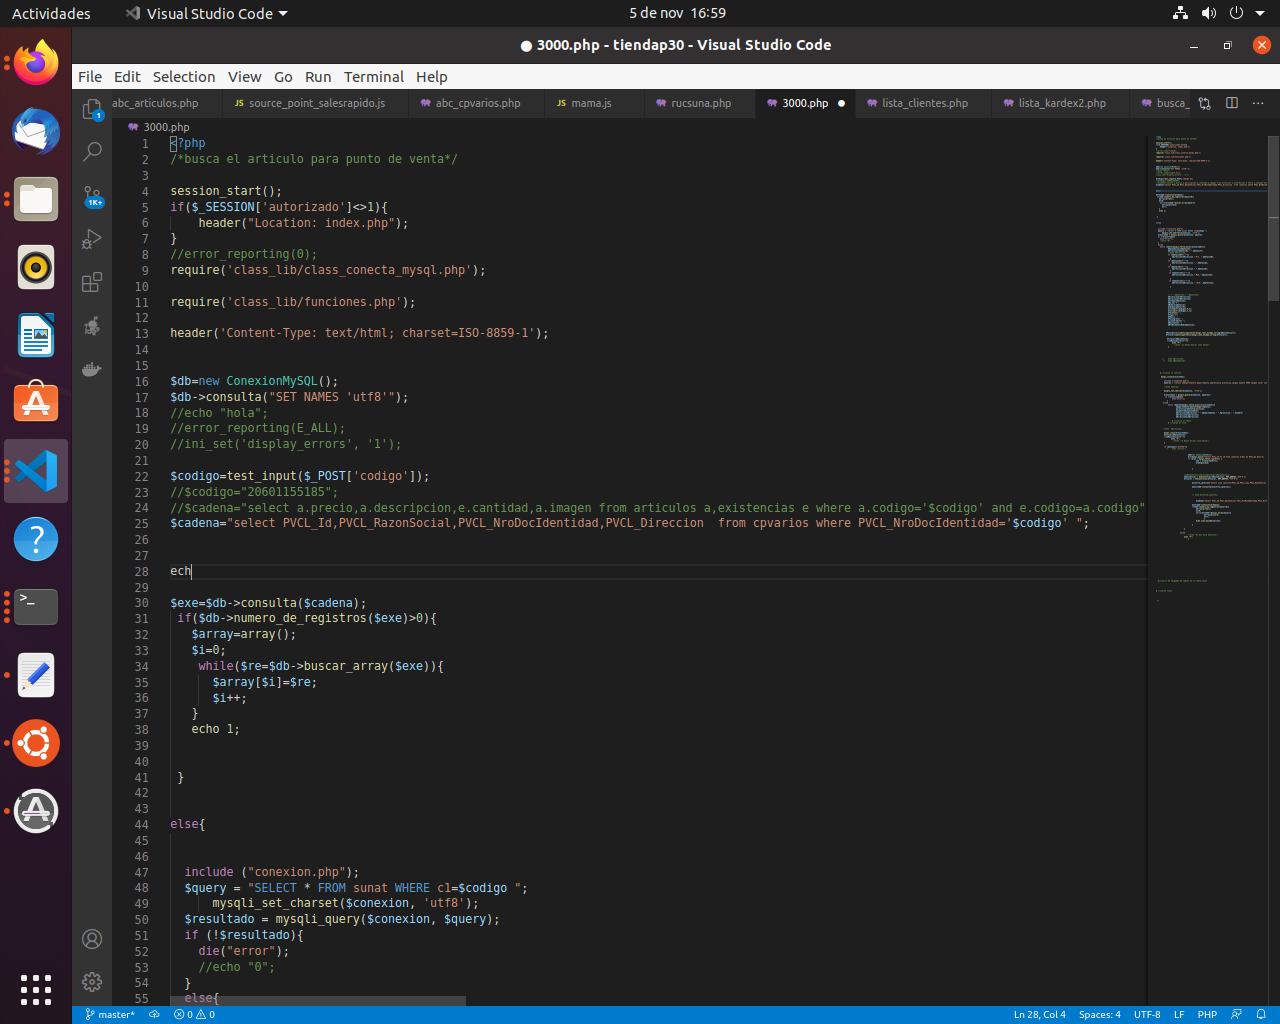 Actividades
Visual Studio Code
5 de nov 16:59
● 3000.php - tiendap30 - Visual Studio Code
File Edit Selection View Go Run Terminal Help
abc_articulos.php
JS source_point_salesrapido.js
abc_cpvarios.php
JS mama.js
rucsuna.php
3000.php ●
lista_clientes.php
lista_kardex2.php
busca_
3000.php
1 <?php
2 /*busca el articulo para punto de venta*/
3
4 session_start();
5 if($_SESSION['autorizado']<>1){
6     header("Location: index.php");
7 }
8 //error_reporting(0);
9 require('class_lib/class_conecta_mysql.php');
10
11 require('class_lib/funciones.php');
12
13 header('Content-Type: text/html; charset=ISO-8859-1');
14
15
16 $db=new ConexionMySQL();
17 $db->consulta("SET NAMES 'utf8'");
18 //echo "hola";
19 //error_reporting(E_ALL);
20 //ini_set('display_errors', '1');
21
22 $codigo=test_input($_POST['codigo']);
23 //$codigo="20601155185";
24 //$cadena="select a.precio,a.descripcion,e.cantidad,a.imagen from articulos a,existencias e where a.codigo='$codigo' and e.codigo=a.codigo"
25 $cadena="select PVCL_Id,PVCL_RazonSocial,PVCL_NroDocIdentidad,PVCL_Direccion  from cpvarios where PVCL_NroDocIdentidad='$codigo' ";
26
27
28 ech
29
30 $exe=$db->consulta($cadena);
31  if($db->numero_de_registros($exe)>0){
32    $array=array();
33    $i=0;
34     while($re=$db->buscar_array($exe)){
35       $array[$i]=$re;
36       $i++;
37    }
38    echo 1;
39
40
41  }
42
43
44 else{
45
46
47   include ("conexion.php");
48   $query = "SELECT * FROM sunat WHERE c1=$codigo ";
49       mysqli_set_charset($conexion, 'utf8');
50   $resultado = mysqli_query($conexion, $query);
51   if (!$resultado){
52     die("error");
53     //echo "0";
54   }
55   else{
1
1K+
master*
0
0
Ln 28, Col 4
Spaces: 4
UTF-8
LF
PHP